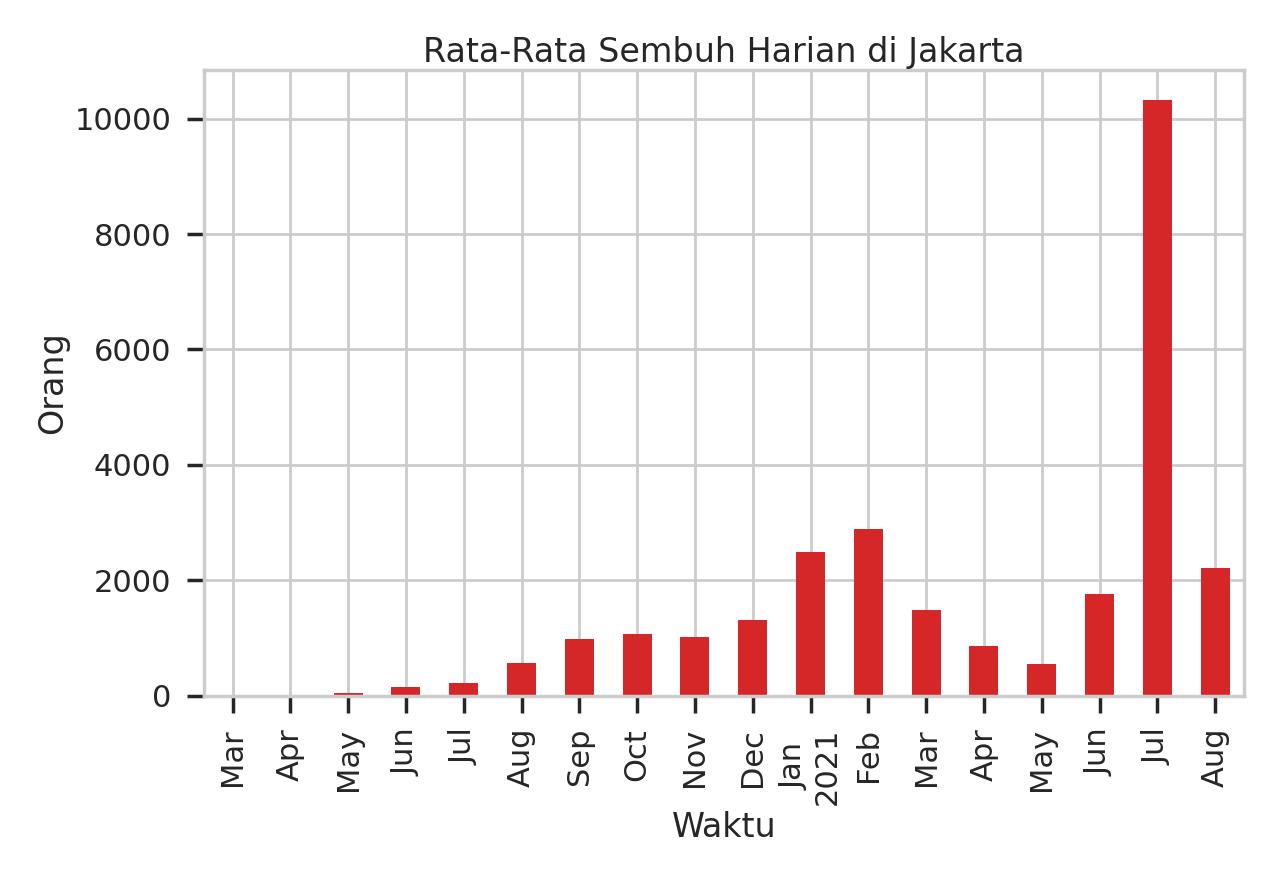 Rata-Rata Sembuh Harian di Jakarta
10000
8000
6000
4000
2000
0
Orang
Mar
Apr
May
Jun
Jul
Aug
Sep
Oct
Nov
Dec
Jan
2021
Feb
Mar
Apr
May
Jun
Jul
Aug
Waktu